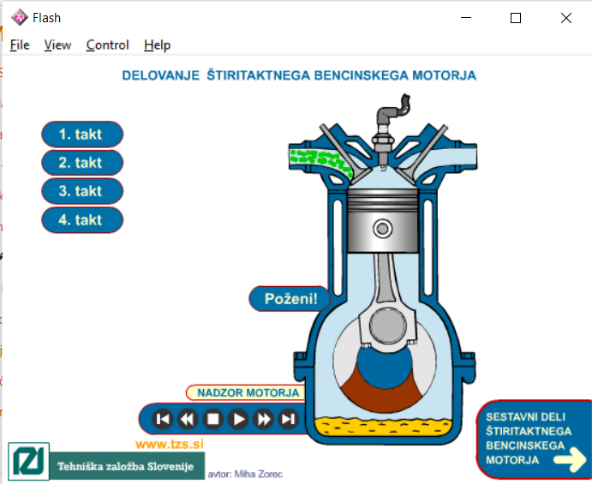 Flash
File View Control Help
DELOVANJE ŠTIRITAKTNEGA BENCINSKEGA MOTORJA
1. takt
2. takt
3. takt
4. takt
Poženi!
NADZOR MOTORJA
www.tzs.si
Tehniška založba Slovenije
avtor: Miha Zorec
SESTAVNI DELI
ŠTIRITAKTNEGA
BENCINSKEGA
MOTORJA